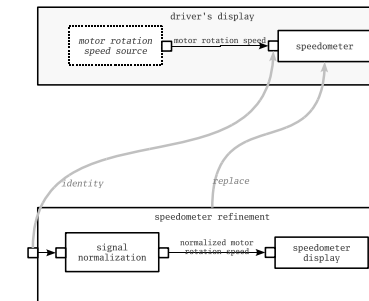 driver's display
motor rotation
speed source
motor rotation speed
speedometer
identity
replace
speedometer refinement
signal
normalization
normalized motor
rotation speed
speedometer
display